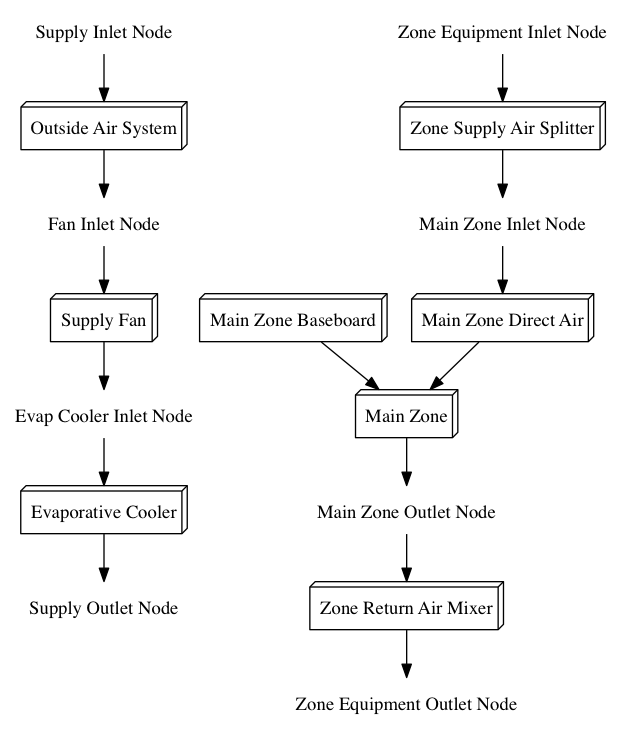 Supply Inlet Node
Zone Equipment Inlet Node
Outside Air System
Zone Supply Air Splitter
Fan Inlet Node
Main Zone Inlet Node
Supply Fan
Main Zone Baseboard
Main Zone Direct Air
Evap Cooler Inlet Node
Main Zone
Evaporative Cooler
Main Zone Outlet Node
Supply Outlet Node
Zone Return Air Mixer
Zone Equipment Outlet Node